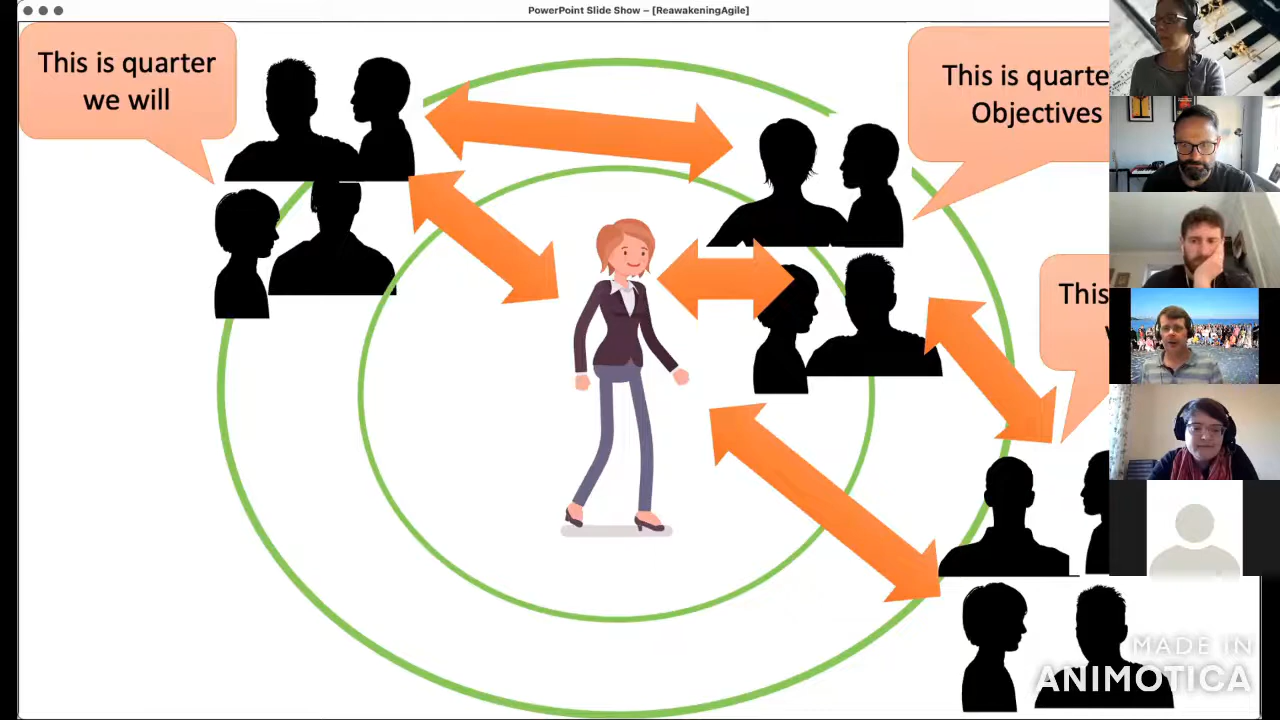 PowerPoint Slide Show – [ReawakeningAgile]
This is quarter
we will
This is quarte
Objectives
This
MADE IN
ANIMOTICA